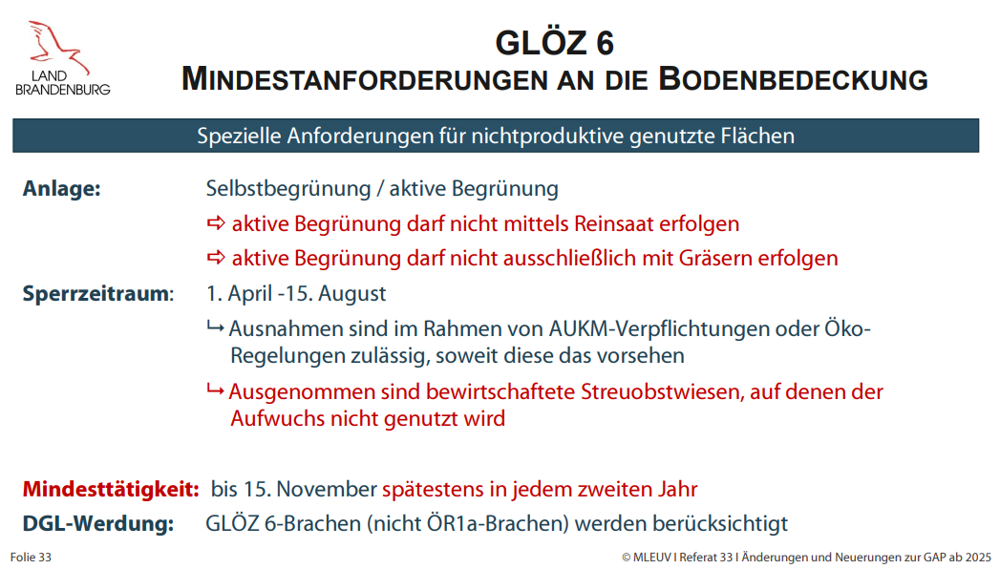 LAND
BRANDENBURG
GLÖZ 6
MINDESTANFORDERUNGEN AN DIE BODENBEDECKUNG
Spezielle Anforderungen für nichtproduktive genutzte Flächen
Anlage: Selbstbegrünung / aktive Begrünung
⇨ aktive Begrünung darf nicht mittels Reinsaat erfolgen
⇨ aktive Begrünung darf nicht ausschließlich mit Gräsern erfolgen
Sperrzeitraum: 1. April -15. August
↳ Ausnahmen sind im Rahmen von AUKM-Verpflichtungen oder Öko-
Regelungen zulässig, soweit diese das vorsehen
↳ Ausgenommen sind bewirtschaftete Streuobstwiesen, auf denen der
Aufwuchs nicht genutzt wird
Mindesttätigkeit: bis 15. November spätestens in jedem zweiten Jahr
DGL-Werdung: GLÖZ 6-Brachen (nicht ÖR1a-Brachen) werden berücksichtigt
Folie 33 © MLEUV I Referat 33 I Änderungen und Neuerungen zur GAP ab 2025